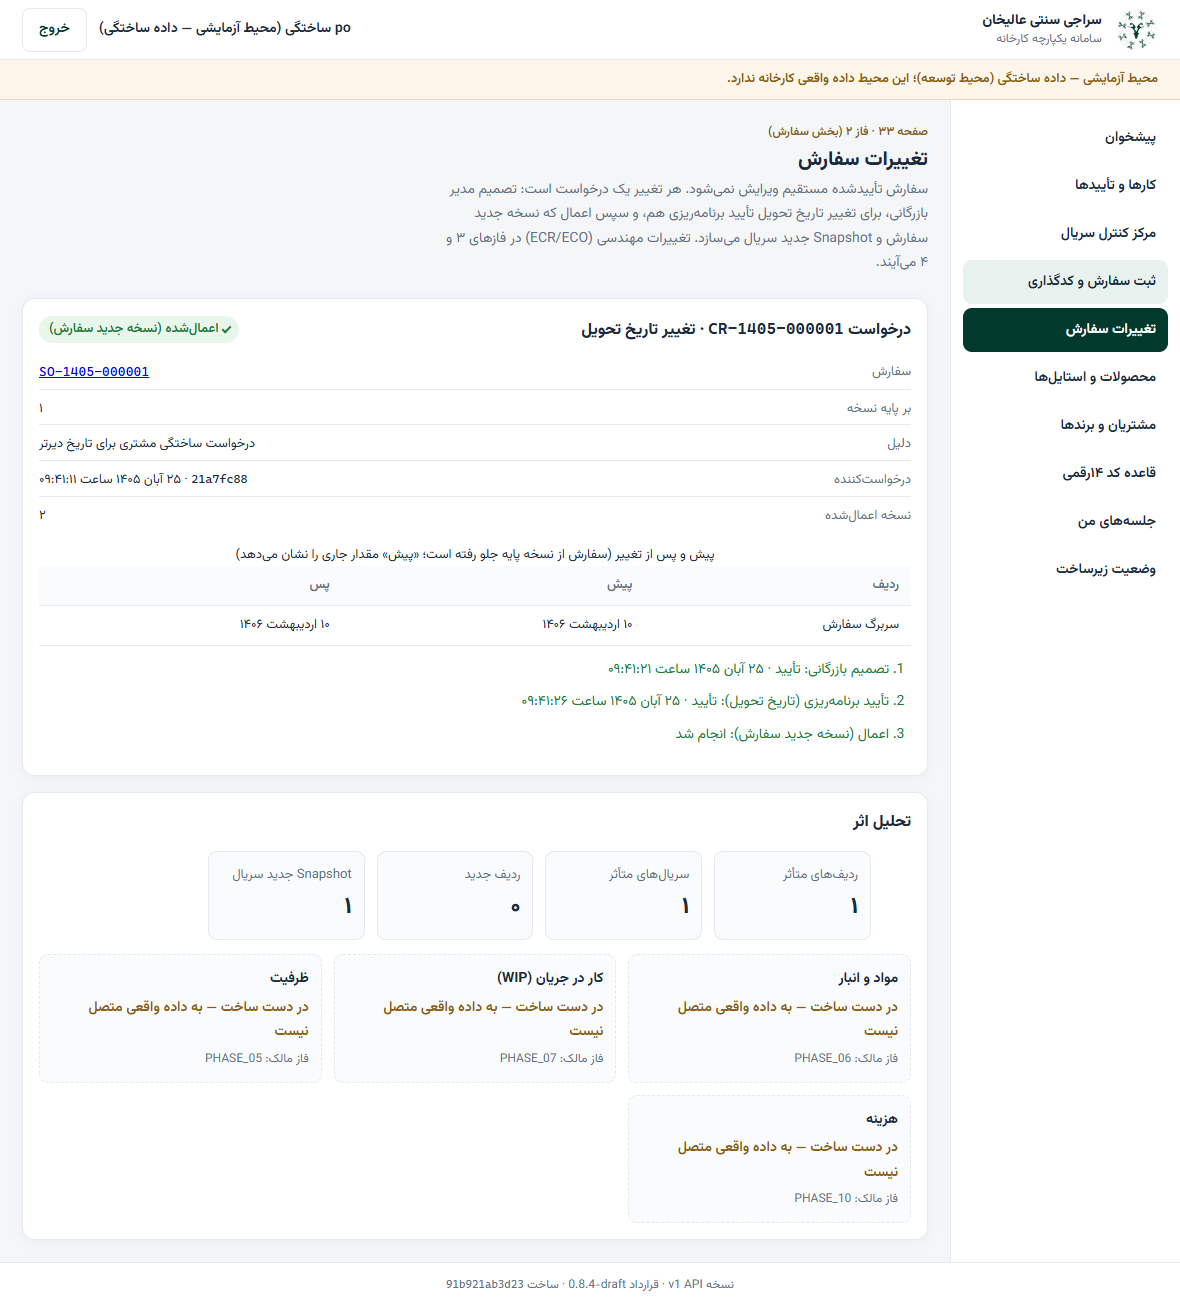 سراجی سنتی عالیخان
سامانه یکپارچه کارخانه
po ساختگی (محیط آزمایشی – داده ساختگی)
خروج
محیط آزمایشی – داده ساختگی (محیط توسعه)؛ این محیط داده واقعی کارخانه ندارد.
پیشخوان
کارها و تأییدها
مرکز کنترل سریال
ثبت سفارش و کدگذاری
تغییرات سفارش
محصولات و استایل‌ها
مشتریان و برندها
قاعده کد ۱۴رقمی
جلسه‌های من
وضعیت زیرساخت
صفحه ۳۳ · فاز ۲ (بخش سفارش)
تغییرات سفارش
سفارش تأییدشده مستقیم ویرایش نمی‌شود. هر تغییر یک درخواست است: تصمیم مدیر
بازرگانی، برای تغییر تاریخ تحویل تأیید برنامه‌ریزی هم، و سپس اعمال که نسخه جدید
سفارش و Snapshot جدید سریال می‌سازد. تغییرات مهندسی (ECR/ECO) در فازهای ۳ و
۴ می‌آیند.
درخواست CR-1405-000001 · تغییر تاریخ تحویل
✓ اعمال‌شده (نسخه جدید سفارش)
سفارش
SO-1405-000001
بر پایه نسخه
۱
دلیل
درخواست ساختگی مشتری برای تاریخ دیرتر
درخواست‌کننده
21a7fc88 · ۲۵ آبان ۱۴۰۵ ساعت ۰۹:۴۱:۱۱
نسخه اعمال‌شده
۲
پیش و پس از تغییر (سفارش از نسخه پایه جلو رفته است؛ «پیش» مقدار جاری را نشان می‌دهد)
ردیف پیش پس
سربرگ سفارش ۱۰ اردیبهشت ۱۴۰۶ ۱۰ اردیبهشت ۱۴۰۶
1. تصمیم بازرگانی: تأیید · ۲۵ آبان ۱۴۰۵ ساعت ۰۹:۴۱:۲۱
2. تأیید برنامه‌ریزی (تاریخ تحویل): تأیید · ۲۵ آبان ۱۴۰۵ ساعت ۰۹:۴۱:۲۶
3. اعمال (نسخه جدید سفارش): انجام شد
تحلیل اثر
ردیف‌های متأثر
۱
سریال‌های متأثر
۱
ردیف جدید
۰
Snapshot جدید سریال
۱
مواد و انبار
در دست ساخت – به داده واقعی متصل
نیست
فاز مالک: PHASE_06
کار در جریان (WIP)
در دست ساخت – به داده واقعی متصل
نیست
فاز مالک: PHASE_07
ظرفیت
در دست ساخت – به داده واقعی متصل
نیست
فاز مالک: PHASE_05
هزینه
در دست ساخت – به داده واقعی متصل
نیست
فاز مالک: PHASE_10
نسخه API v1 · قرارداد 0.8.4-draft · ساخت 91b921ab3d23